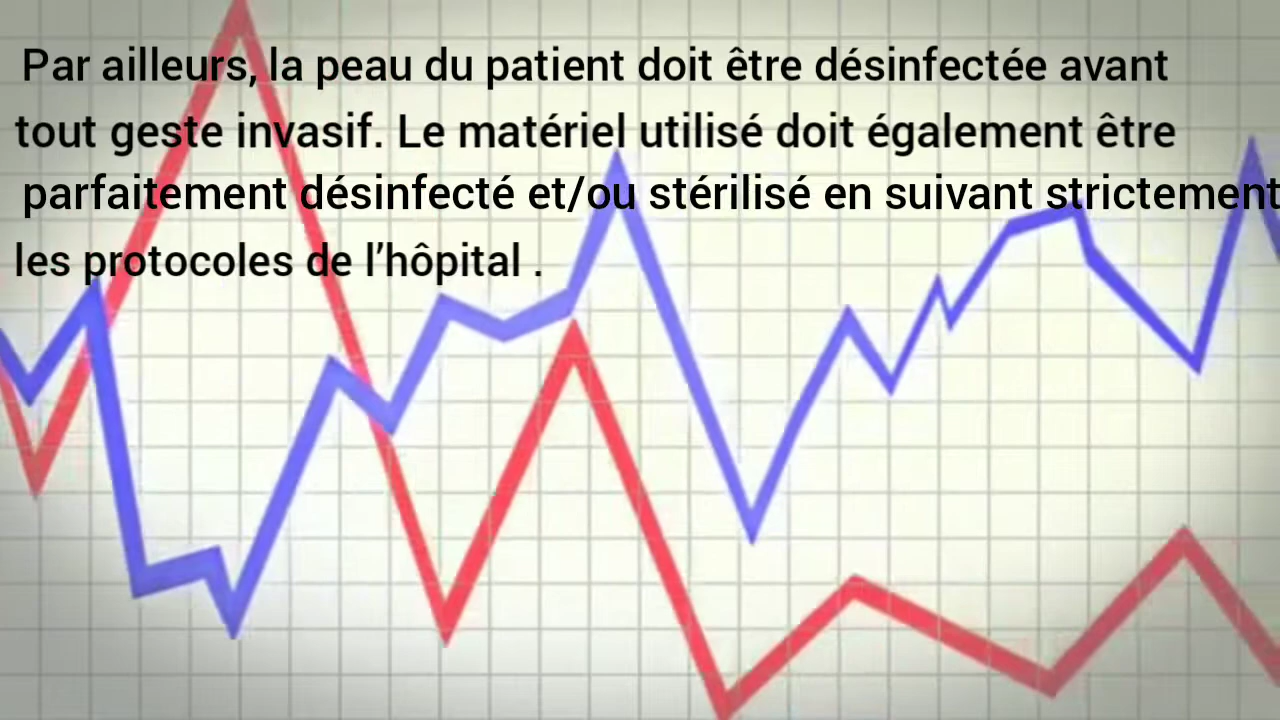 Par ailleurs, la peau du patient doit être désinfectée avant
tout geste invasif. Le matériel utilisé doit également être
parfaitement désinfecté et/ou stérilisé en suivant strictement
les protocoles de l’hôpital .